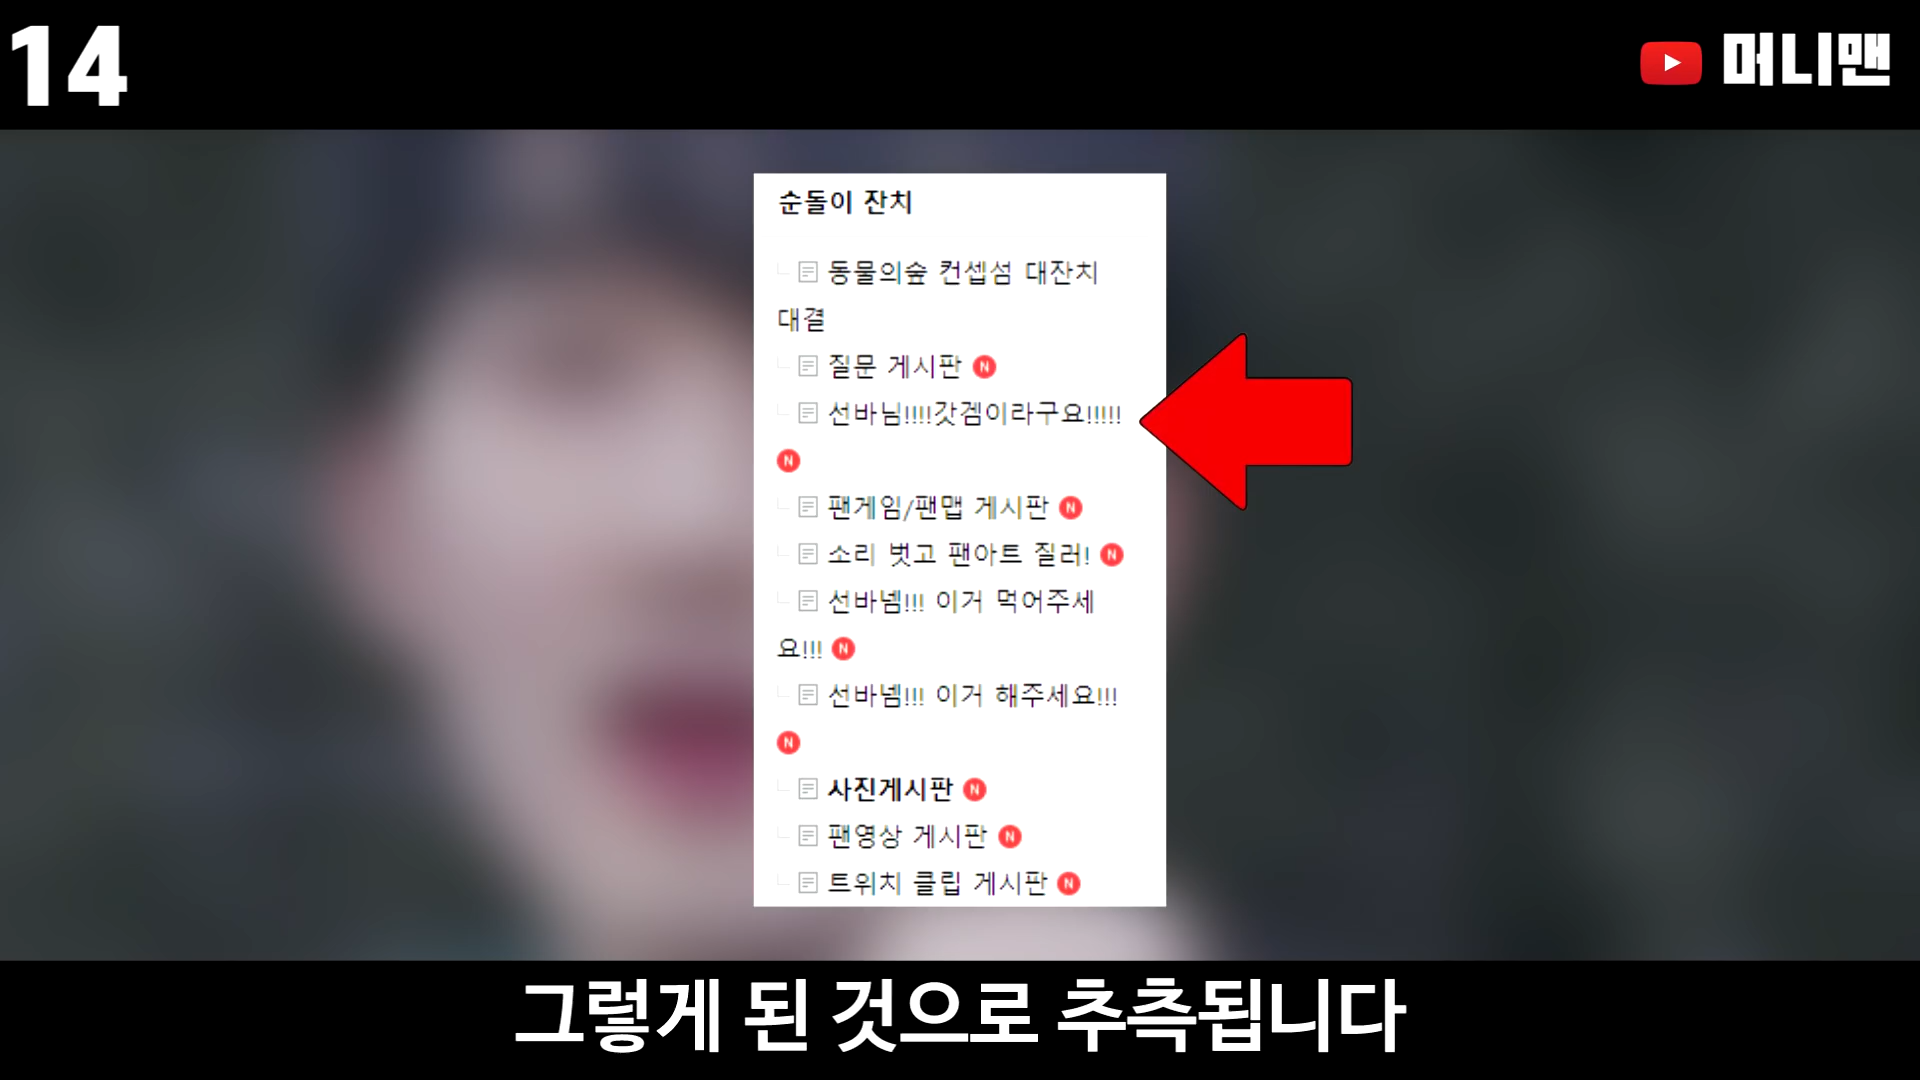 14
머니맨
순돌이 잔치
동물의숲 컨셉섬 대잔치
대결
질문 게시판 N
선바님!!!!갓겜이라구요!!!!!
N
팬게임/팬맵 게시판 N
소리 벗고 팬아트 질러! N
선바넴!!! 이거 먹어주세
요!!! N
선바넴!!! 이거 해주세요!!!
N
사진게시판 N
팬영상 게시판 N
트위치 클립 게시판 N
그렇게 된 것으로 추측됩니다